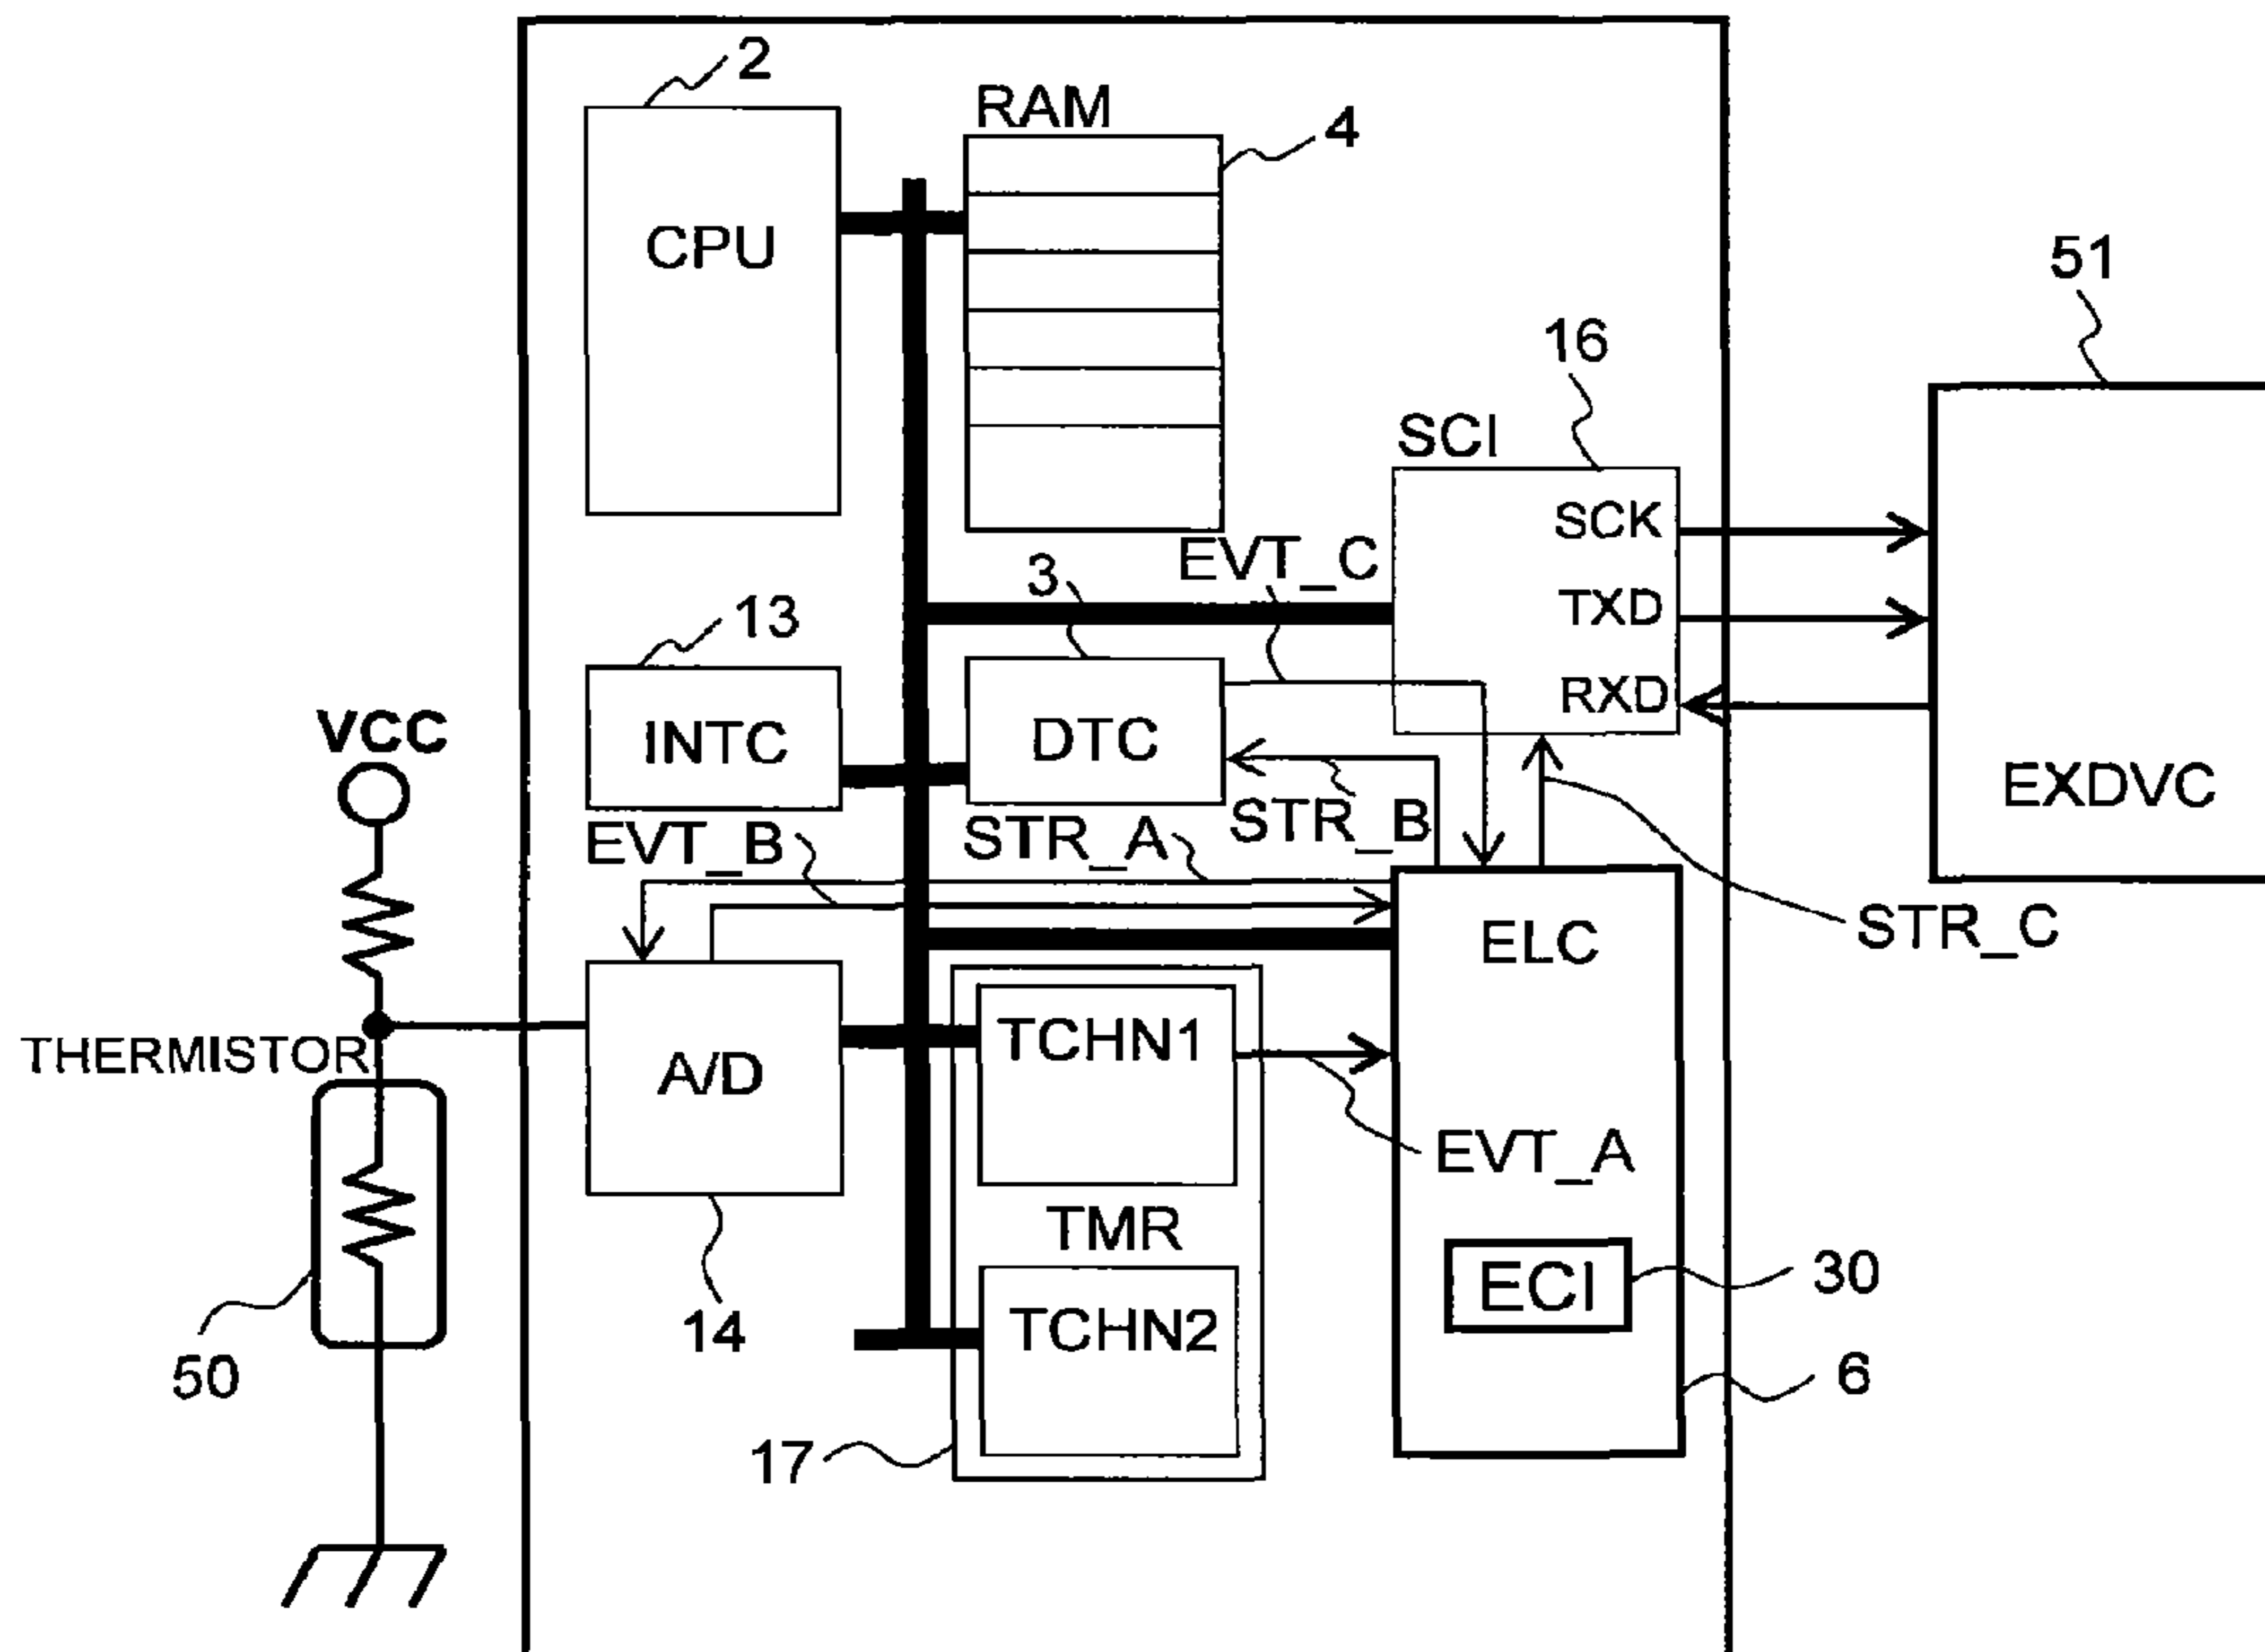 2
RAM
4
CPU
51
16
SCI
SCK
EVT_C
3
TXD
13
RXD
VCC
INTC
DTC
EXDVC
STR_B
EVT_B
STR_A
STR_C
ELC
THERMISTOR
A/D
TCHN1
EVT_A
TMR
ECI
30
14
TCHN2
50
6
17